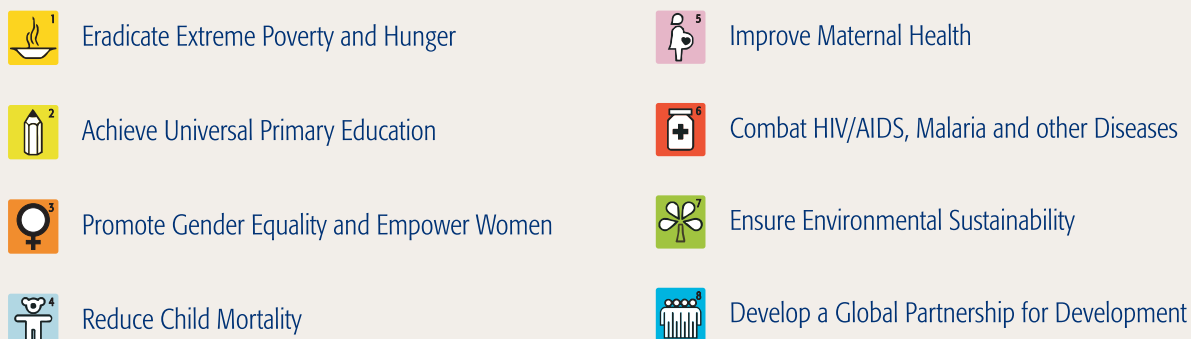 1
Eradicate Extreme Poverty and Hunger
2
Achieve Universal Primary Education
3
Promote Gender Equality and Empower Women
4
Reduce Child Mortality
5
Improve Maternal Health
6
Combat HIV/AIDS, Malaria and other Diseases
7
Ensure Environmental Sustainability
8
Develop a Global Partnership for Development